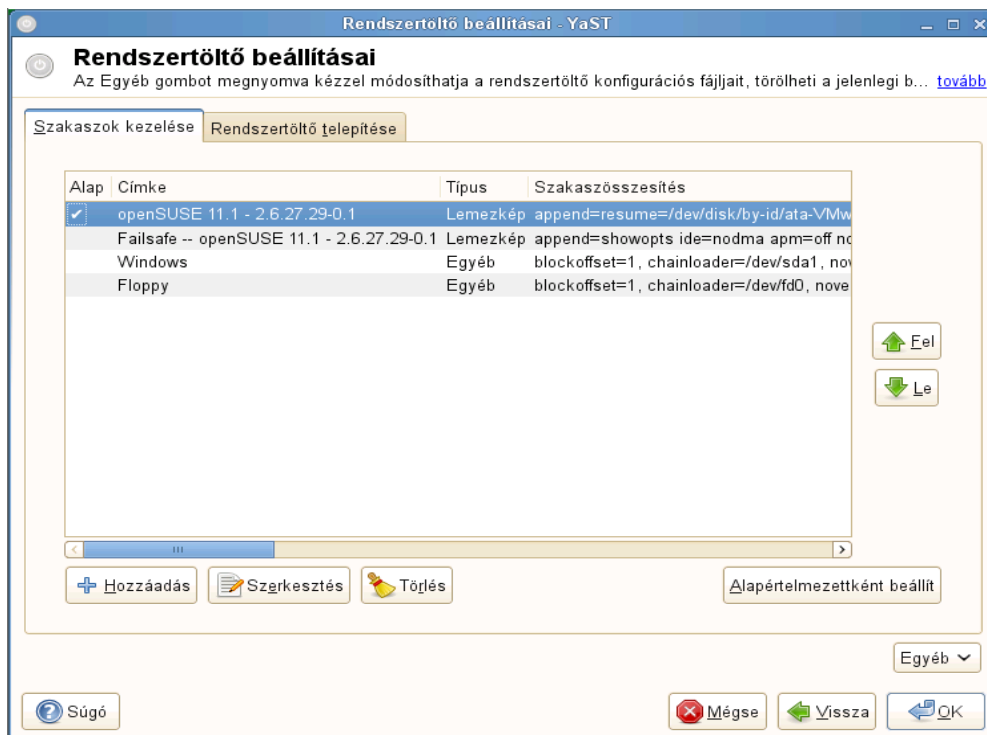 Rendszertöltő beállításai - YaST
Rendszertöltő beállításai
Az Egyéb gombot megnyomva kézzel módosíthatja a rendszertöltő konfigurációs fájljait, törölheti a jelenlegi b... tovább
Szakaszok kezelése Rendszertöltő telepítése
Alap Címke Típus Szakaszösszesítés
openSUSE 11.1 - 2.6.27.29-0.1 Lemezkép append=resume=/dev/disk/by-id/ata-VMw
Failsafe -- openSUSE 11.1 - 2.6.27.29-0.1 Lemezkép append=showopts ide=nodma apm=off no
Windows Egyéb blockoffset=1, chainloader=/dev/sda1, nov
Floppy Egyéb blockoffset=1, chainloader=/dev/fd0, nove
Fel
Le
Hozzáadás Szerkesztés Törlés Alapértelmezettként beállít
Egyéb
Súgó Mégse Vissza OK